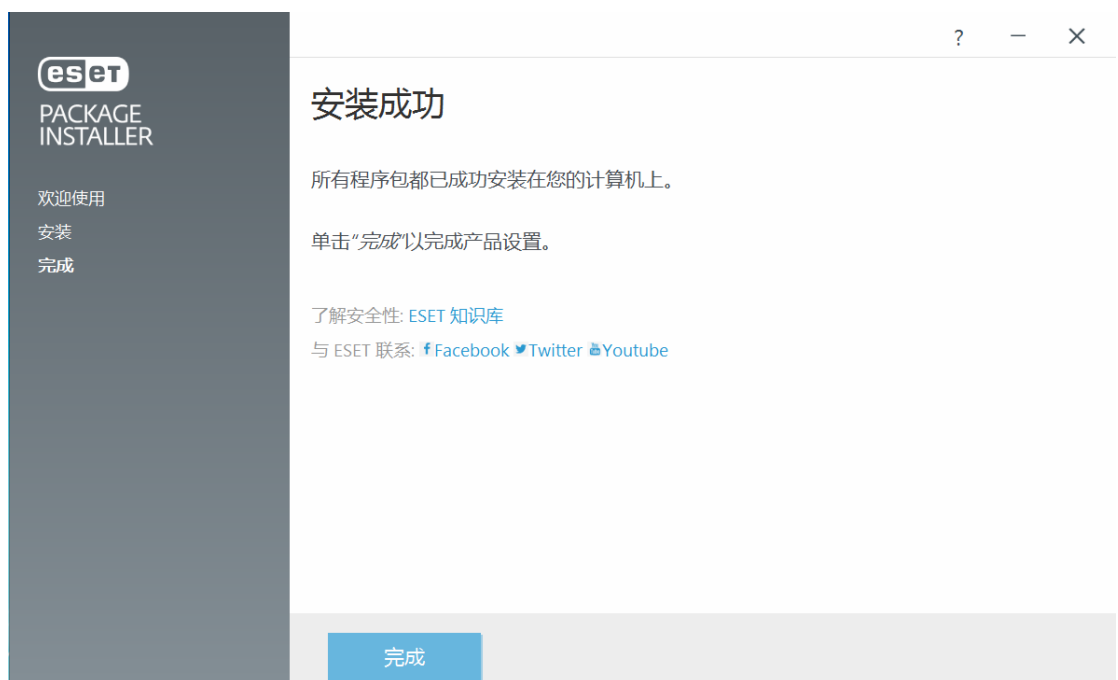 eset
PACKAGE
INSTALLER
欢迎使用
安装
完成
?
安装成功
所有程序包都已成功安装在您的计算机上。
单击“完成”以完成产品设置。
了解安全性: ESET 知识库
与 ESET 联系: Facebook Twitter Youtube
完成